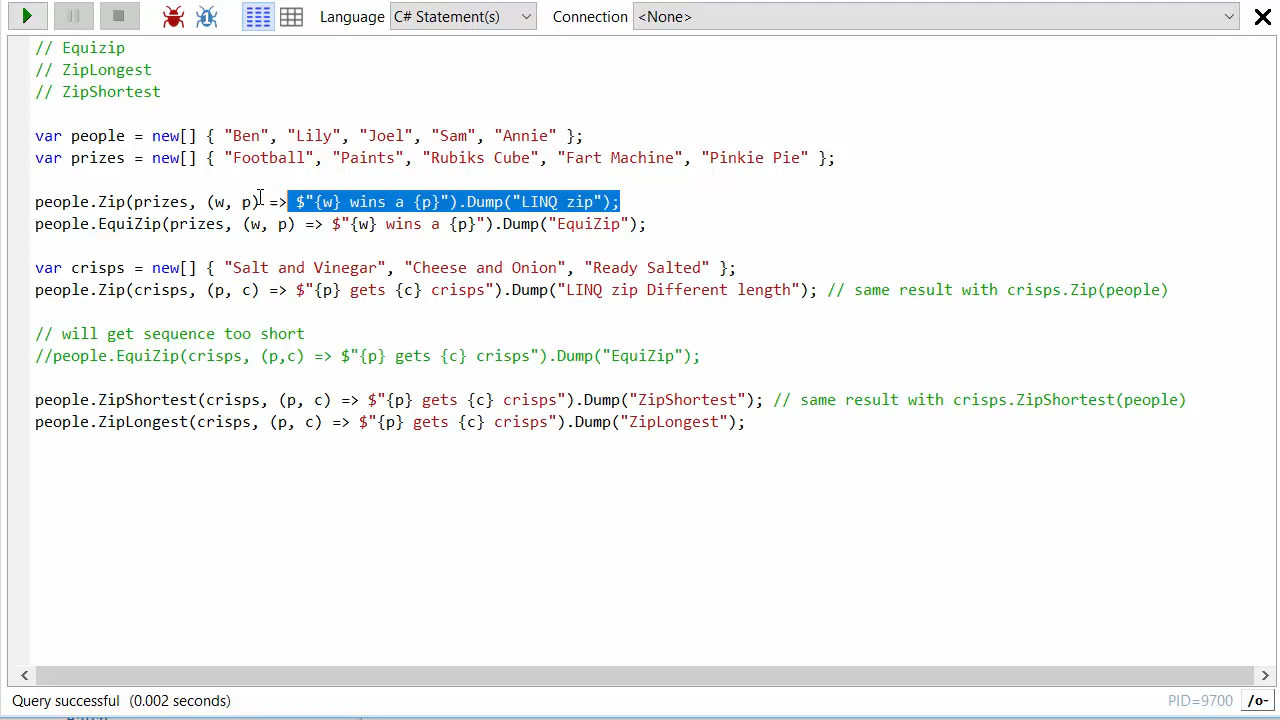 Language C# Statement(s) Connection <None>
// Equizip
// ZipLongest
// ZipShortest
var people = new[] { "Ben", "Lily", "Joel", "Sam", "Annie" };
var prizes = new[] { "Football", "Paints", "Rubiks Cube", "Fart Machine", "Pinkie Pie" };
people.Zip(prizes, (w, p) => $"{w} wins a {p}").Dump("LINQ zip");
people.EquiZip(prizes, (w, p) => $"{w} wins a {p}").Dump("EquiZip");
var crisps = new[] { "Salt and Vinegar", "Cheese and Onion", "Ready Salted" };
people.Zip(crisps, (p, c) => $"{p} gets {c} crisps").Dump("LINQ zip Different length"); // same result with crisps.Zip(people)
// will get sequence too short
//people.EquiZip(crisps, (p,c) => $"{p} gets {c} crisps").Dump("EquiZip");
people.ZipShortest(crisps, (p, c) => $"{p} gets {c} crisps").Dump("ZipShortest"); // same result with crisps.ZipShortest(people)
people.ZipLongest(crisps, (p, c) => $"{p} gets {c} crisps").Dump("ZipLongest");
Query successful (0.002 seconds) PID=9700 /o-